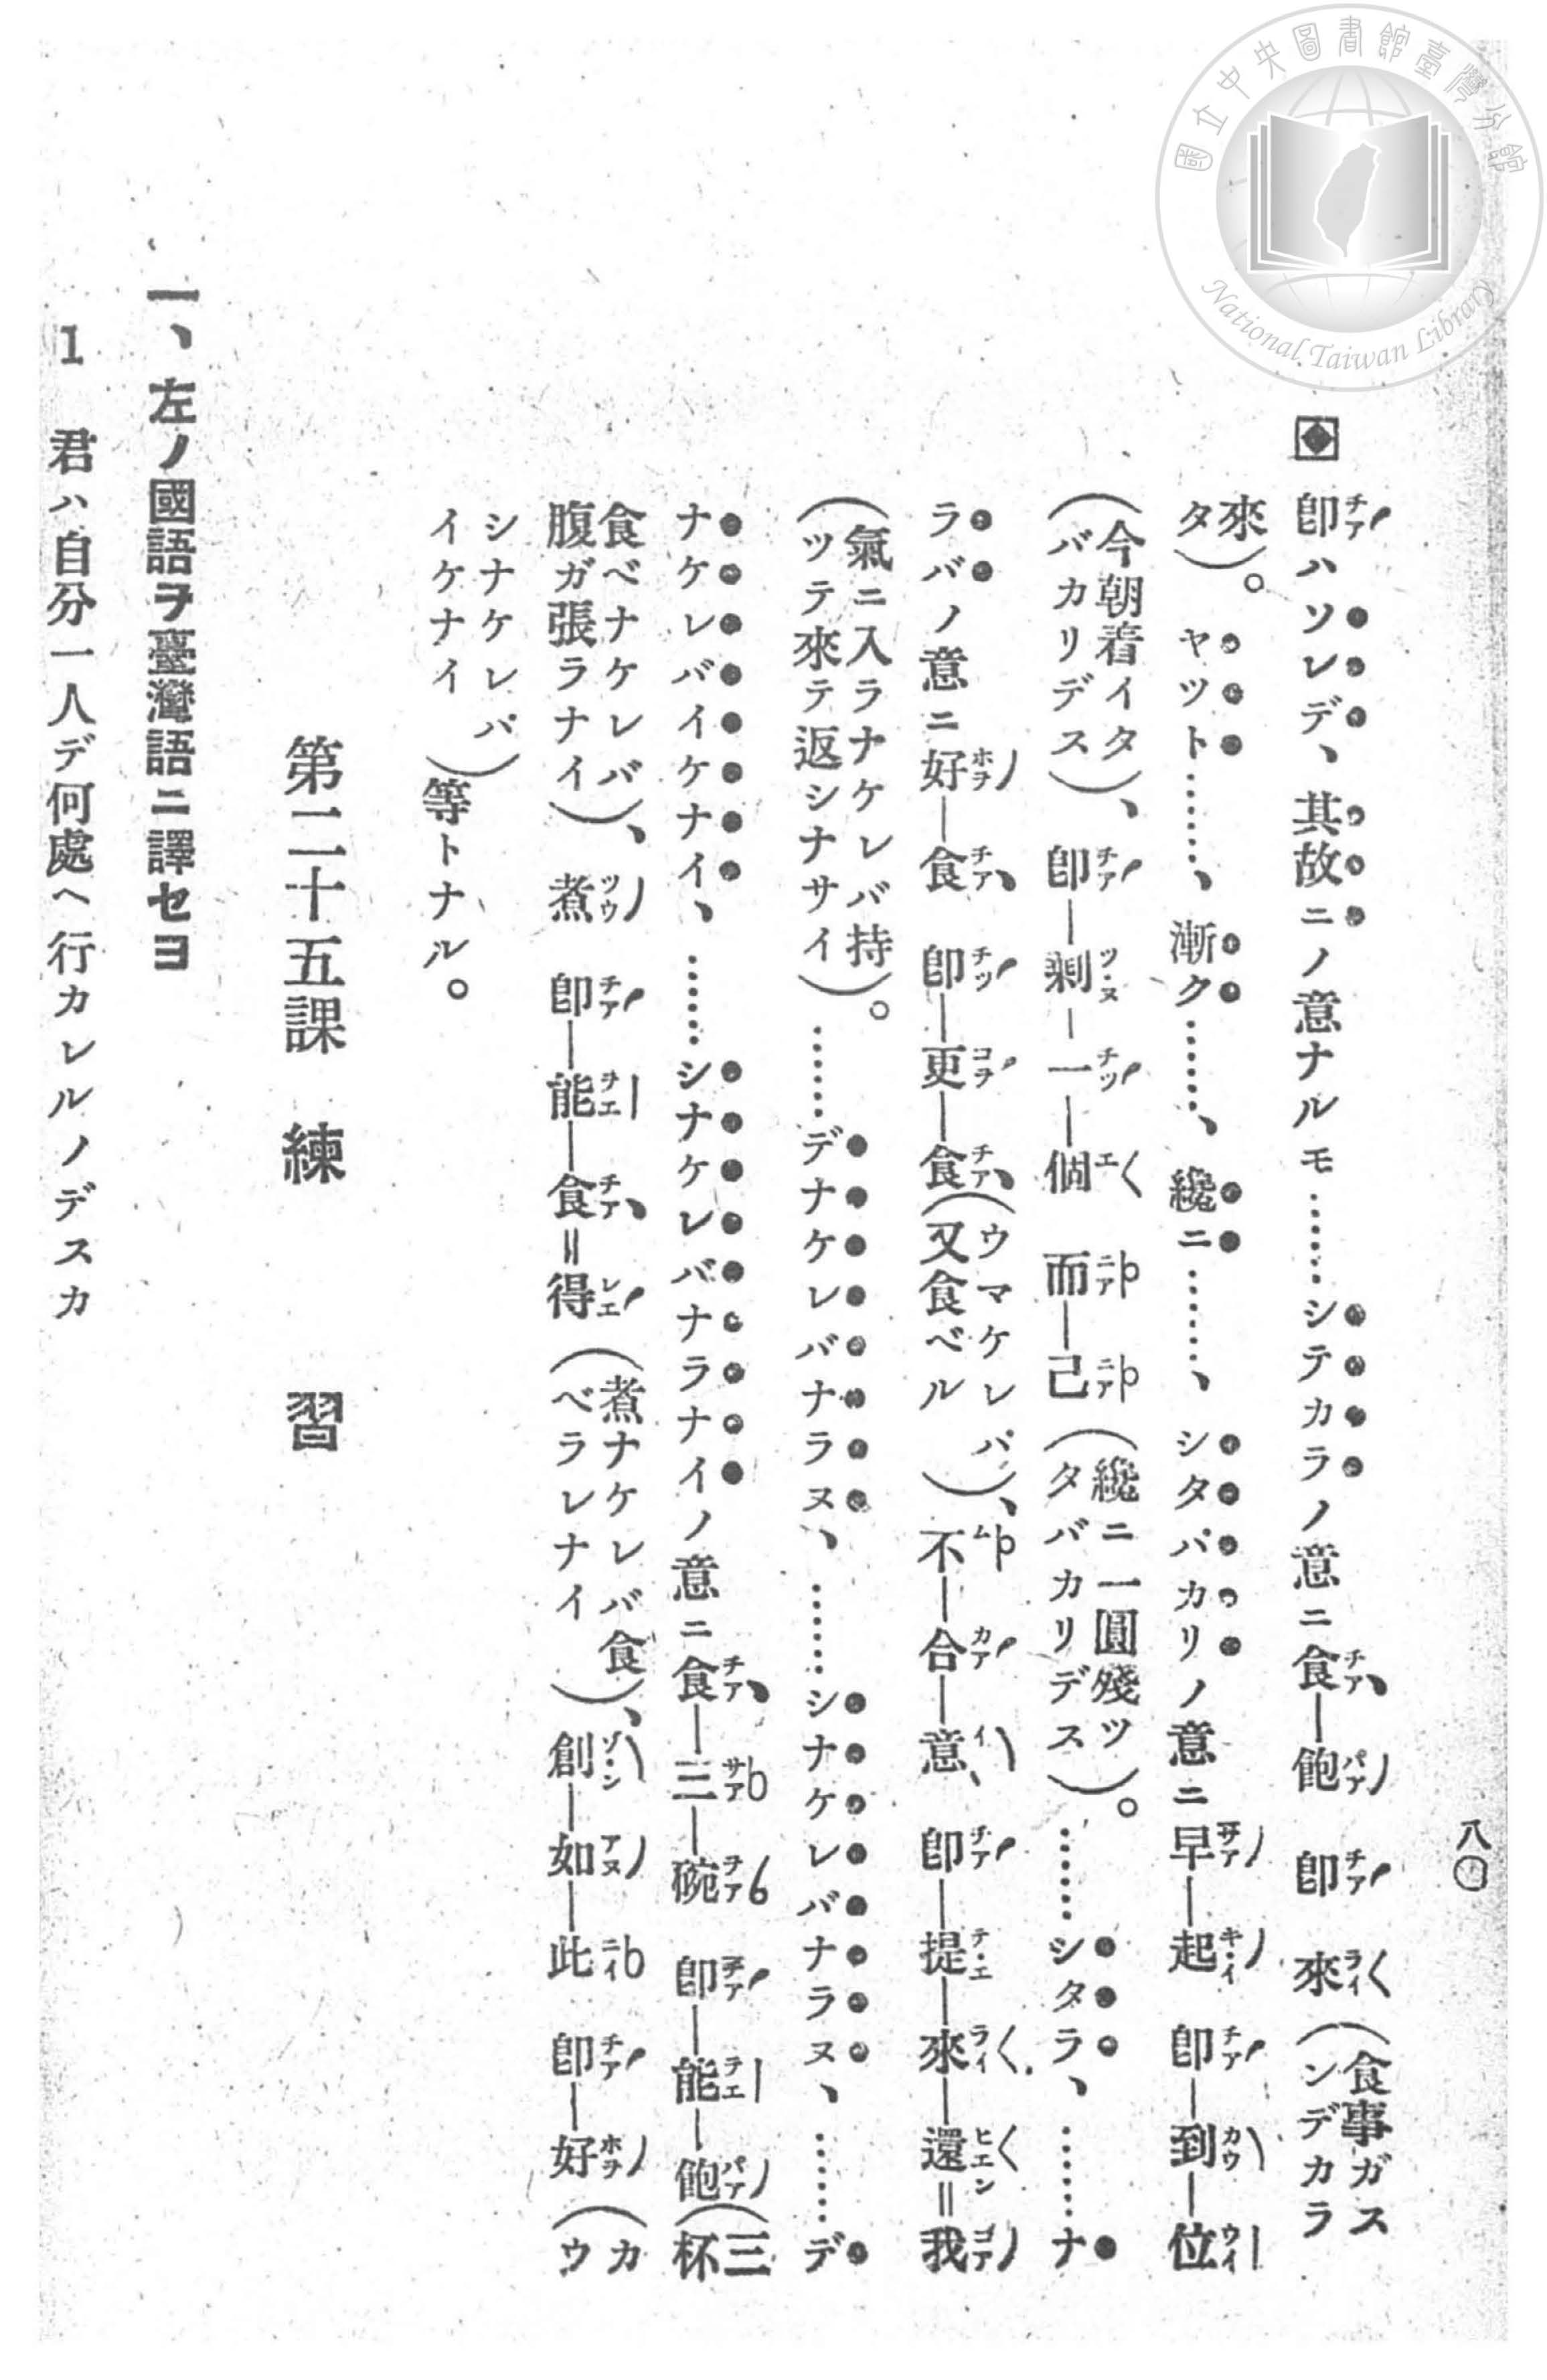 國立中央圖書館臺灣分館
National Taiwan Library
八〇
卽ハソレデ、其故ニノ意ナルモ……シテカラノ意ニ食―飽 卽 來(食事ガスンデカラ
來タ)。 ヤット……、漸ク……、纔ニ……、シタバカリノ意ニ早―起 卽―到―位
(今朝着イタバカリデス)、卽―剩―一―個 而―已(纔ニ一圓殘ツタバカリデス)。……シタラ、……ナ
ラバノ意ニ好―食 卽―更―食(ウマケレバ又食ベル)、不―合―意、卽―提―來―還=我
(氣ニ入ラナケレバ持ツテ來テ返シナサイ)。……デナケレバナラヌ、……シナケレバナラヌ、……デ
ナケレバイケナイ、……シナケレバナラナイノ意ニ食―三―碗 卽―能―飽(三杯
食ベナケレバ腹ガ張ラナイ)、煮 卽―能―食=得(煮ナケレバ食ベラレナイ)、創―如―此 卽―好(カウ
シナケレバイケナイ)等トナル。
第二十五課 練習
一、左ノ國語ヲ臺灣語ニ譯セヨ
1 君ハ自分一人デ何處ヘ行カレルノデスカ